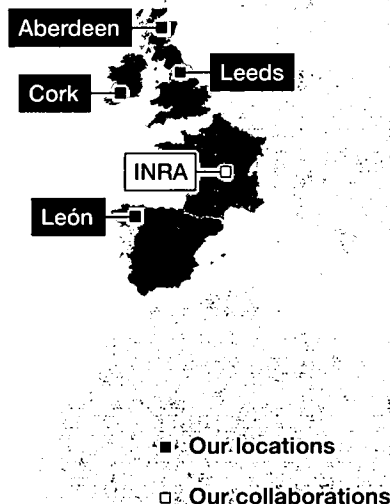 Aberdeen
Leeds
Cork
INRA
León
Our locations
Our collaborations